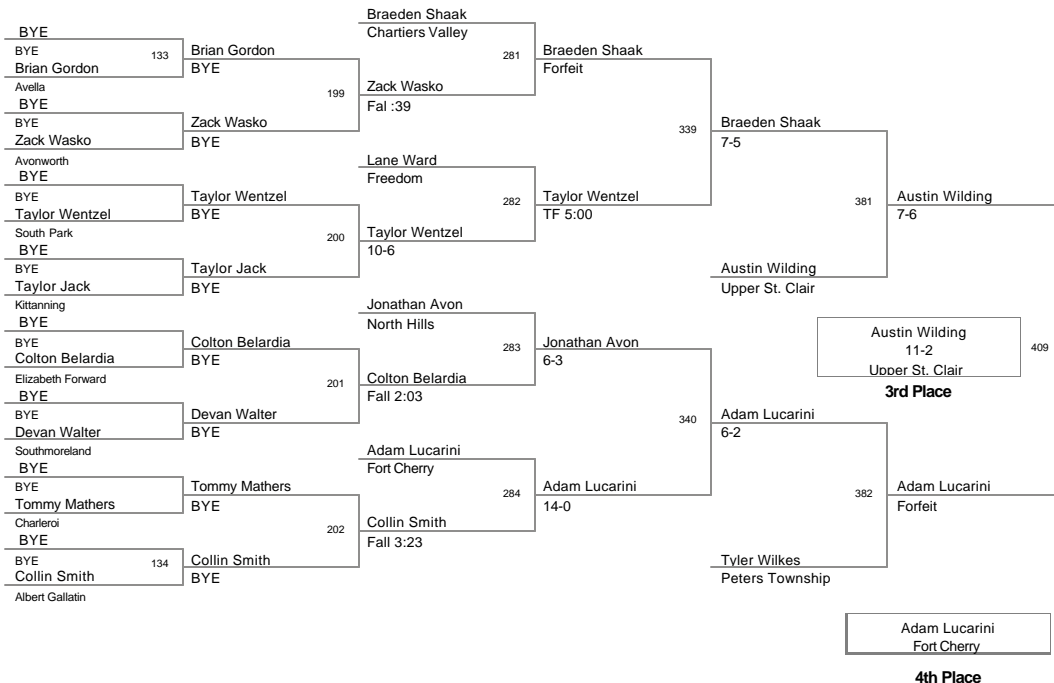 Braeden Shaak
Chartiers Valley
BYE
BYE
133
Brian Gordon
Brian Gordon
BYE
Avella
281
Braeden Shaak
Forfeit
199
Zack Wasko
Fal :39
BYE
BYE
Zack Wasko
Zack Wasko
BYE
Avonworth
339
Braeden Shaak
7-5
BYE
BYE
Taylor Wentzel
Taylor Wentzel
BYE
South Park
Lane Ward
Freedom
282
Taylor Wentzel
TF 5:00
381
Austin Wilding
7-6
200
Taylor Wentzel
10-6
BYE
BYE
Taylor Jack
Taylor Jack
BYE
Kittanning
Austin Wilding
Upper St. Clair
BYE
BYE
Colton Belardia
Colton Belardia
BYE
Elizabeth Forward
Jonathan Avon
North Hills
283
Jonathan Avon
6-3
Austin Wilding
11-2
Upper St. Clair
409
3rd Place
201
Colton Belardia
Fall 2:03
BYE
BYE
Devan Walter
Devan Walter
BYE
Southmoreland
340
Adam Lucarini
6-2
BYE
BYE
Tommy Mathers
Tommy Mathers
BYE
Charleroi
Adam Lucarini
Fort Cherry
284
Adam Lucarini
14-0
382
Adam Lucarini
Forfeit
202
Collin Smith
Fall 3:23
BYE
BYE
134
Collin Smith
Collin Smith
BYE
Albert Gallatin
Tyler Wilkes
Peters Township
Adam Lucarini
Fort Cherry
4th Place